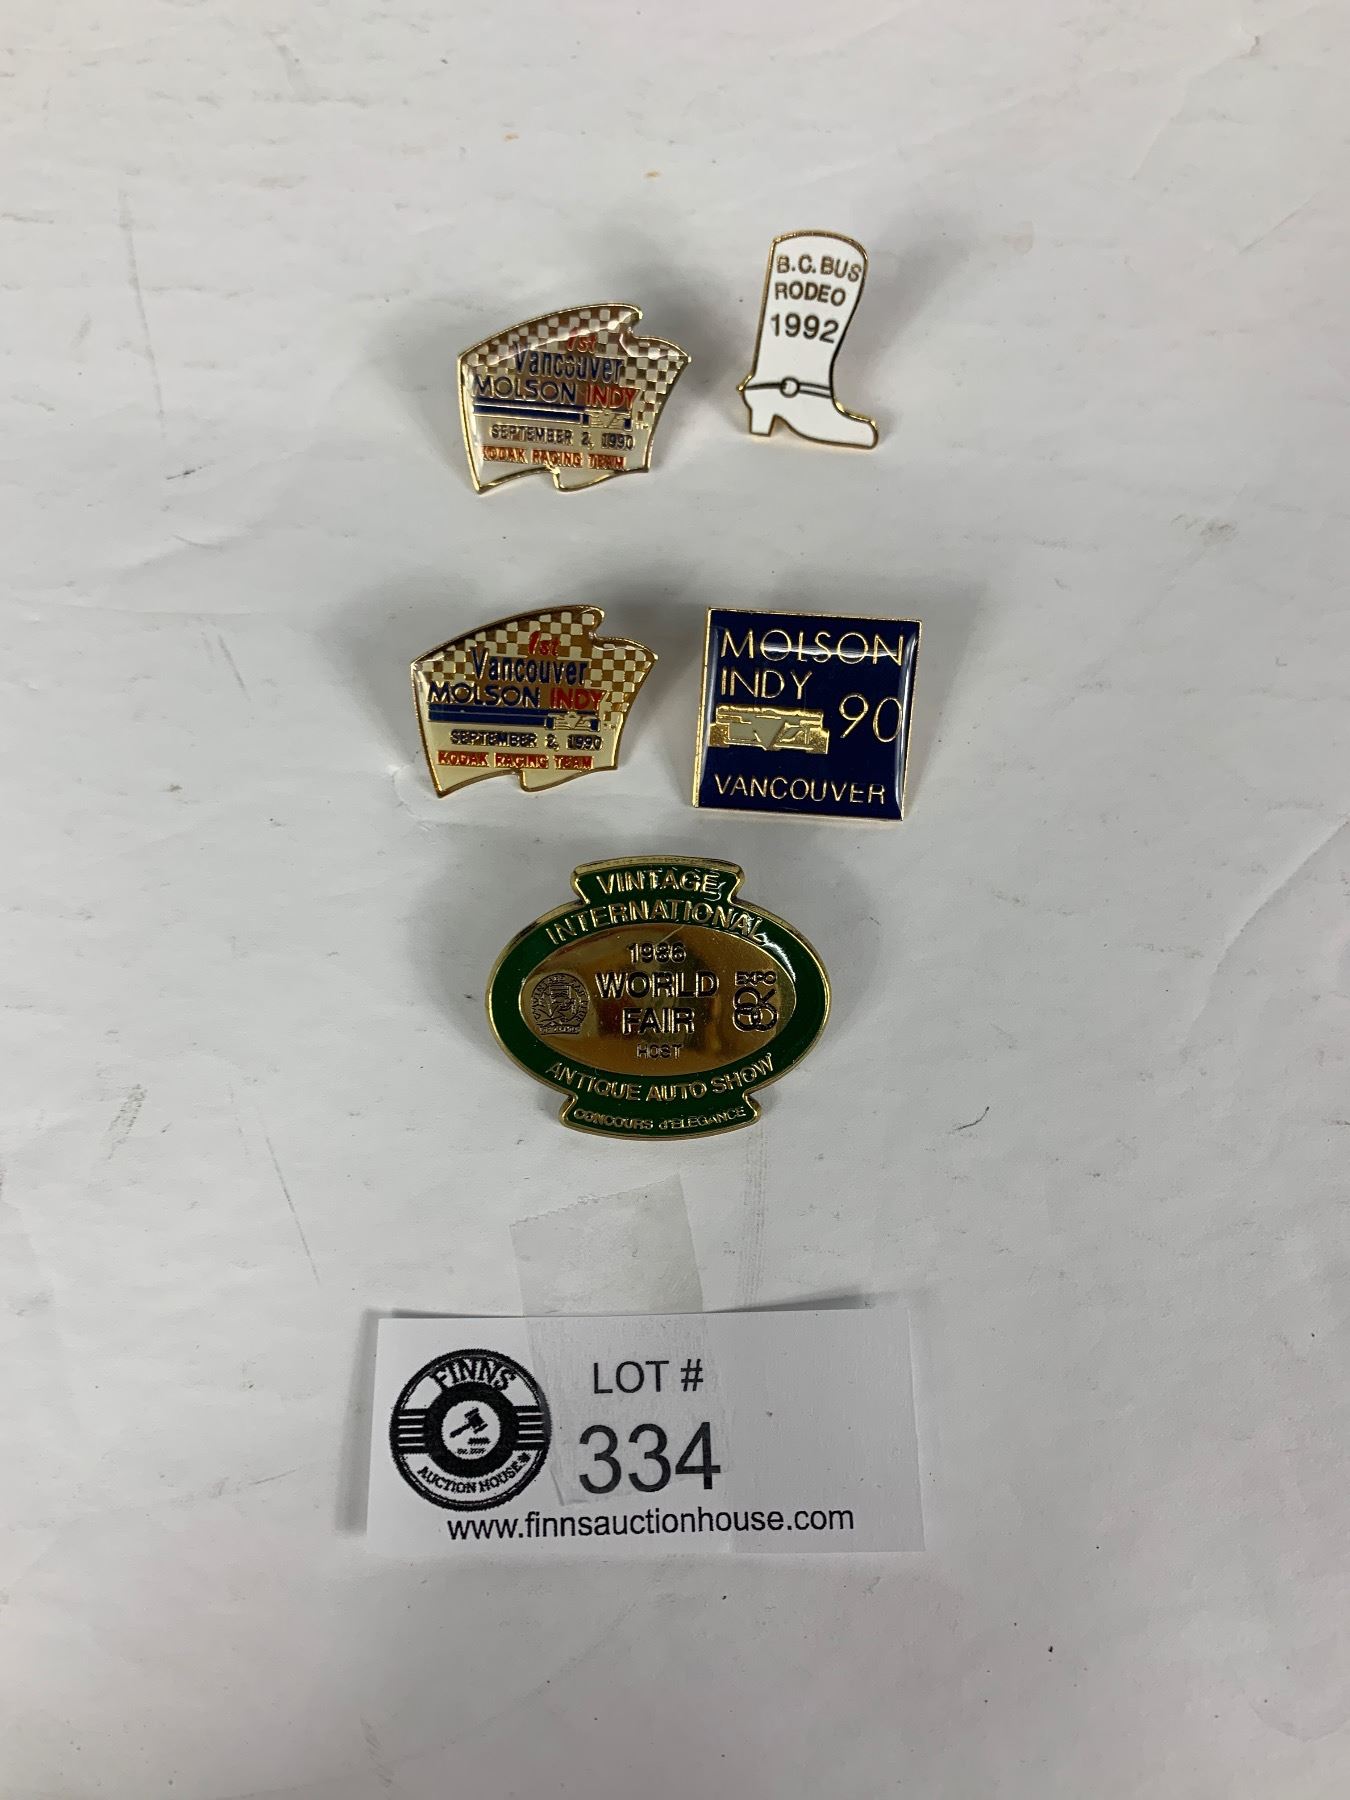 1st
Vancouver
MOLSON INDY
SEPTEMBER 2, 1990
KODAK RACING TEAM
B.C. BUS
RODEO
1992
1st
Vancouver
MOLSON INDY
SEPTEMBER 2, 1990
KODAK RACING TEAM
MOLSON
INDY
90
VANCOUVER
VINTAGE
INTERNATIONAL
1986
WORLD
FAIR
HOST
EXPO
86
ANTIQUE AUTO SHOW
CONCOURS d'ELEGANCE
FINNS
AUCTION HOUSE
LOT #
334
www.finnsauctionhouse.com